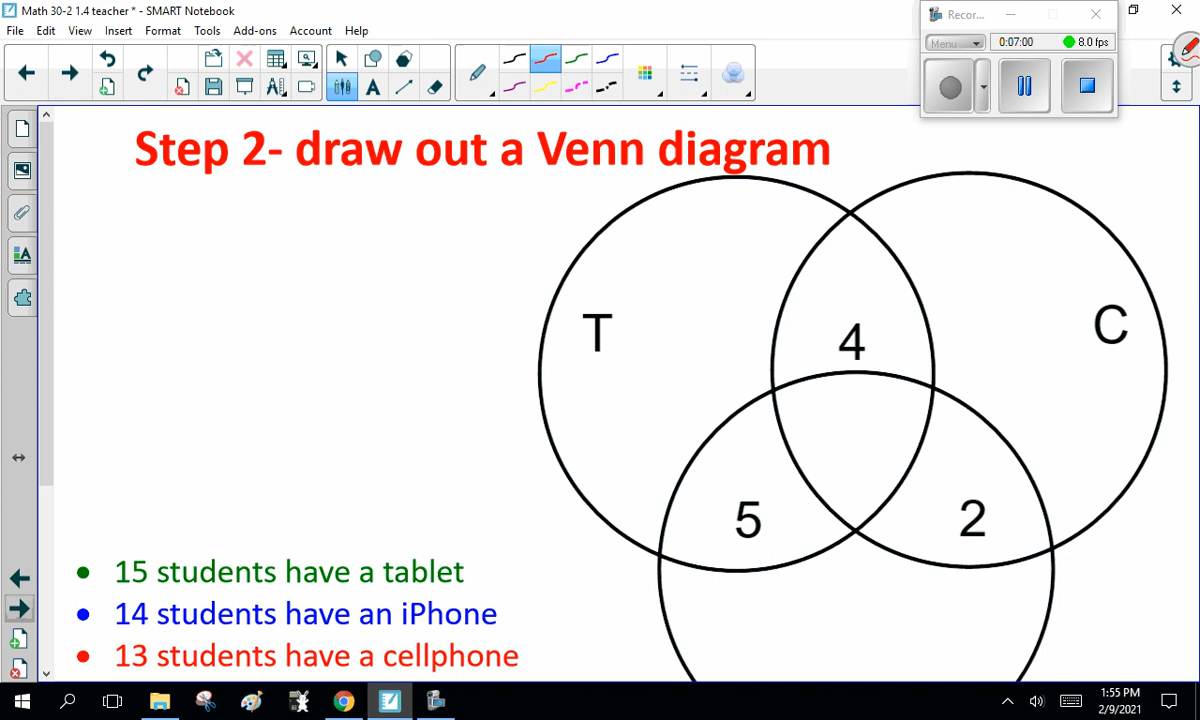 Math 30-2 1.4 teacher * - SMART Notebook
Recor...
File Edit View Insert Format Tools Add-ons Account Help
Menu 0:07:00 8.0 fps
Step 2- draw out a Venn diagram
T
C
4
5
2
• 15 students have a tablet
• 14 students have an iPhone
• 13 students have a cellphone
1:55 PM
2/9/2021